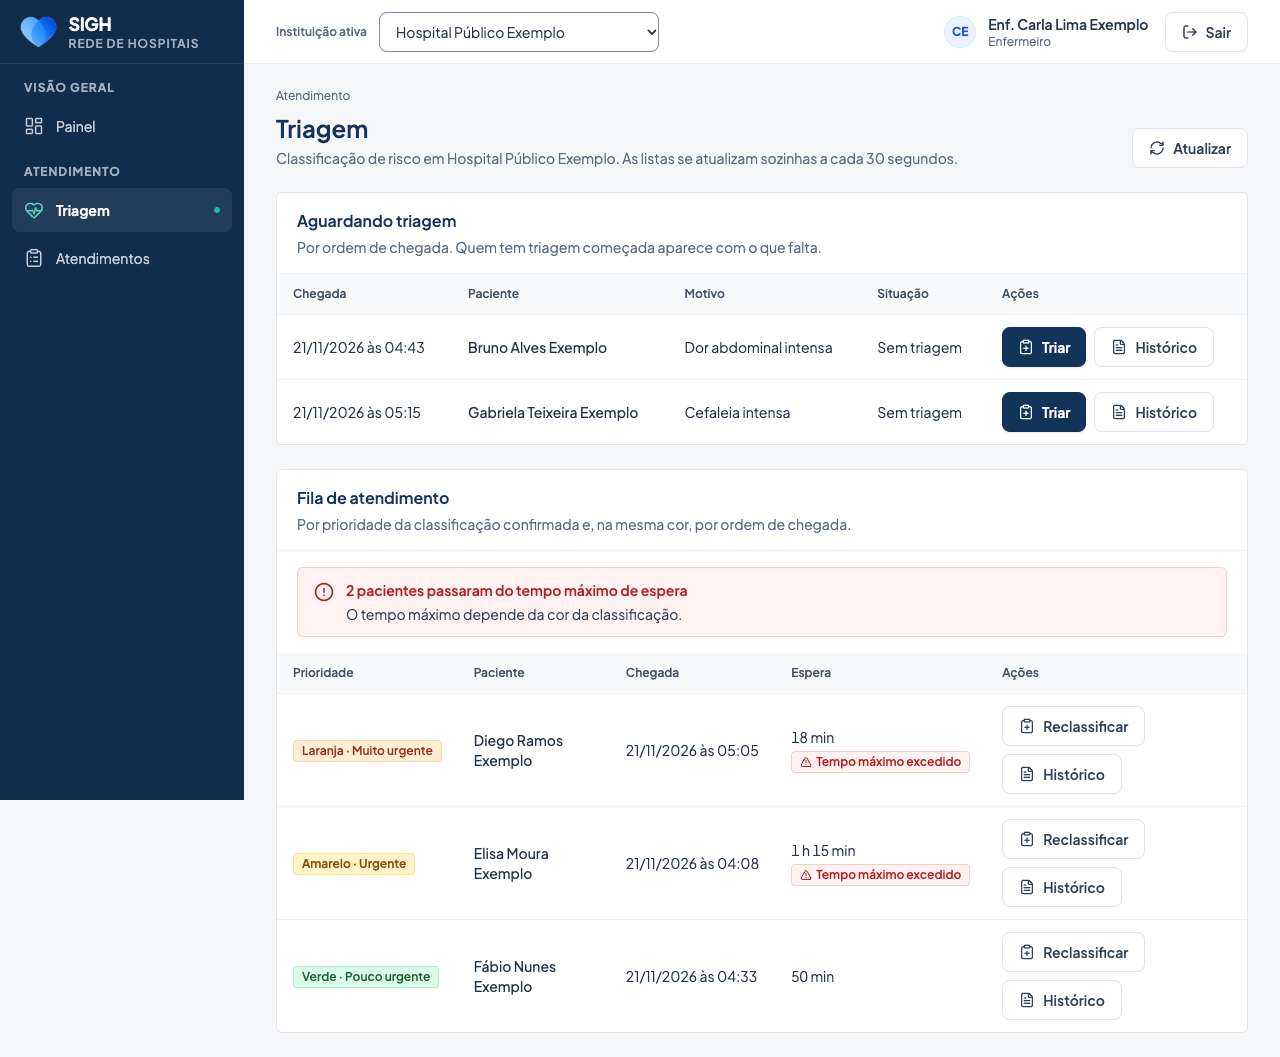 SIGH
REDE DE HOSPITAIS
VISÃO GERAL
Painel
ATENDIMENTO
Triagem
Atendimentos
Instituição ativa
Hospital Público Exemplo
CE
Enf. Carla Lima Exemplo
Enfermeiro
Sair
Atendimento
Triagem
Classificação de risco em Hospital Público Exemplo. As listas se atualizam sozinhas a cada 30 segundos.
Atualizar
Aguardando triagem
Por ordem de chegada. Quem tem triagem começada aparece com o que falta.
Chegada Paciente Motivo Situação Ações
21/11/2026 às 04:43 Bruno Alves Exemplo Dor abdominal intensa Sem triagem Triar Histórico
21/11/2026 às 05:15 Gabriela Teixeira Exemplo Cefaleia intensa Sem triagem Triar Histórico
Fila de atendimento
Por prioridade da classificação confirmada e, na mesma cor, por ordem de chegada.
2 pacientes passaram do tempo máximo de espera
O tempo máximo depende da cor da classificação.
Prioridade Paciente Chegada Espera Ações
Laranja · Muito urgente
Diego Ramos
Exemplo
21/11/2026 às 05:05
18 min
Tempo máximo excedido
Reclassificar
Histórico
Amarelo · Urgente
Elisa Moura
Exemplo
21/11/2026 às 04:08
1 h 15 min
Tempo máximo excedido
Reclassificar
Histórico
Verde · Pouco urgente
Fábio Nunes
Exemplo
21/11/2026 às 04:33
50 min
Reclassificar
Histórico